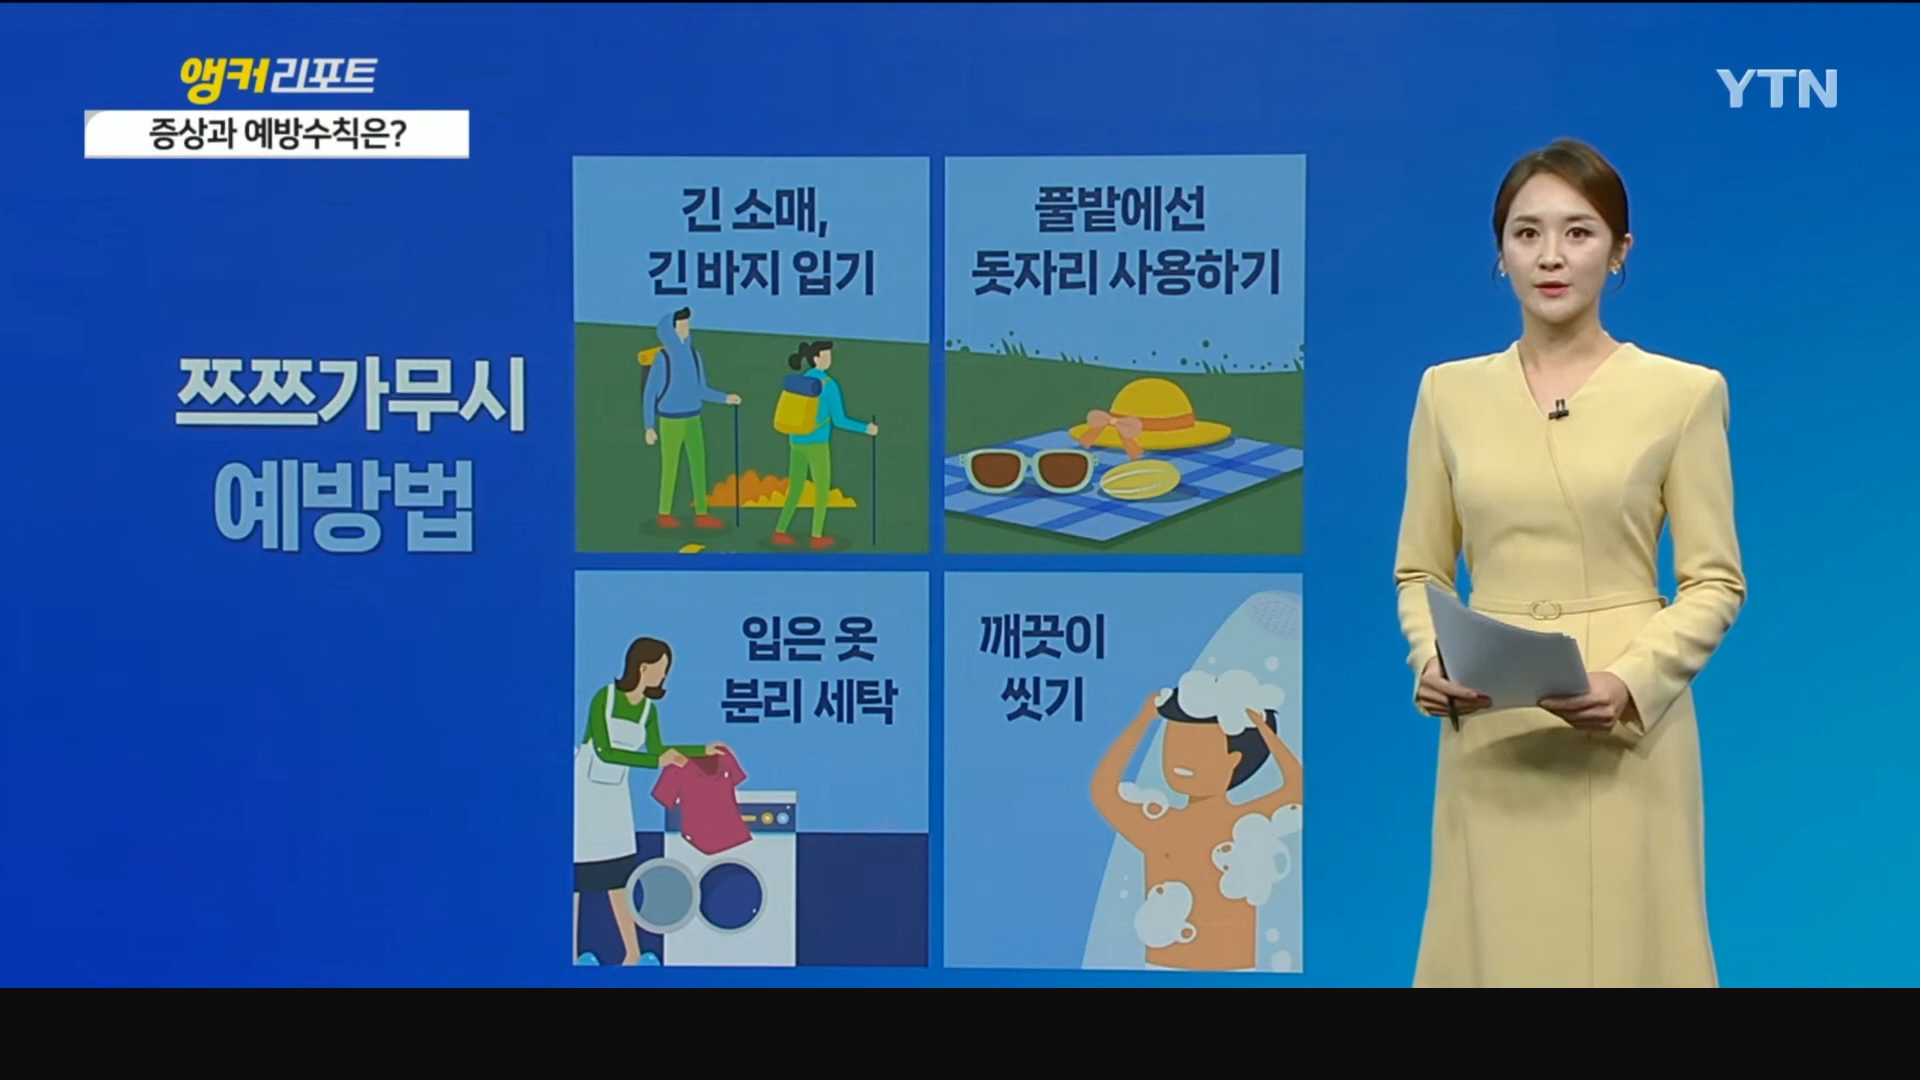 앵커리포트
YTN
증상과 예방수칙은?
쯔쯔가무시
예방법
긴 소매,
긴 바지 입기
풀밭에선
돗자리 사용하기
입은 옷
분리 세탁
깨끗이
씻기